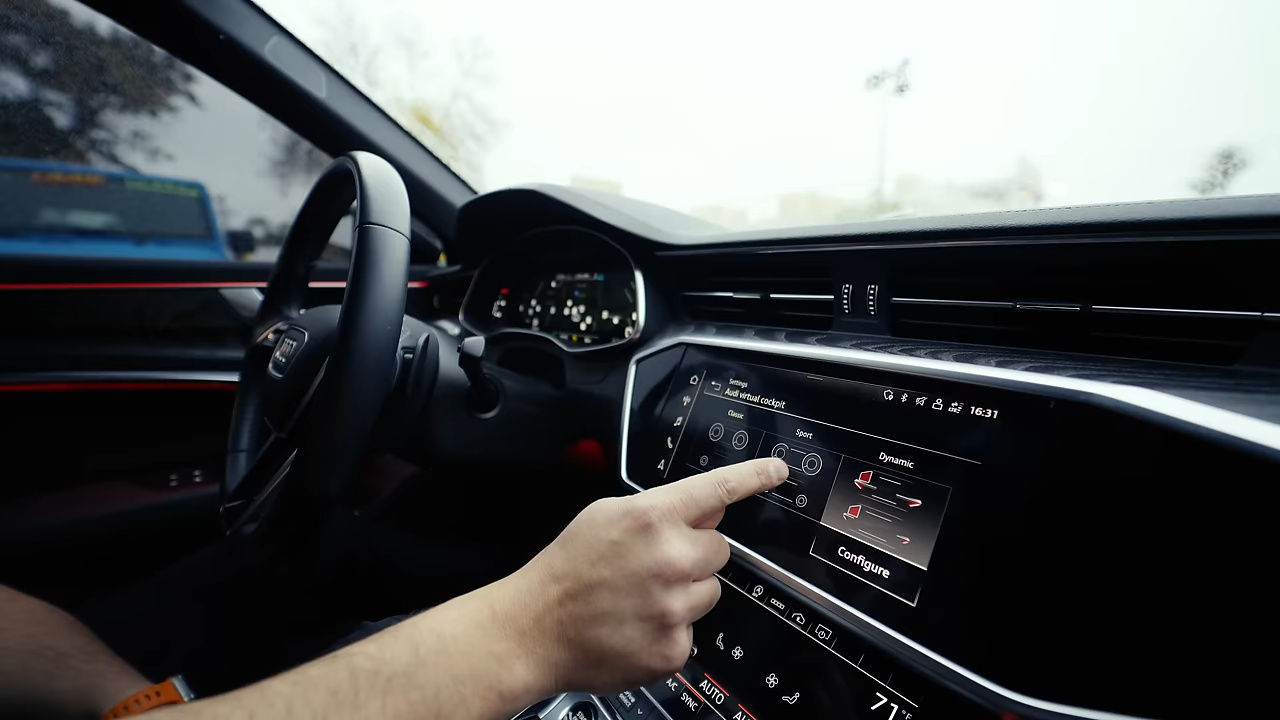 Settings
Audi virtual cockpit
16:31
Classic
Sport
Dynamic
Configure
AUTO
A/C
SYNC
71°F